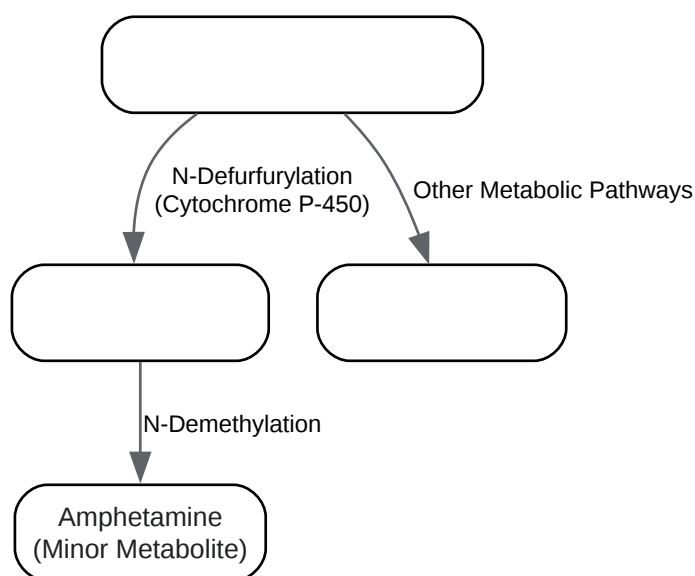 N-Defurfurylation
(Cytochrome P-450)
Other Metabolic Pathways
N-Demethylation
Amphetamine
(Minor Metabolite)